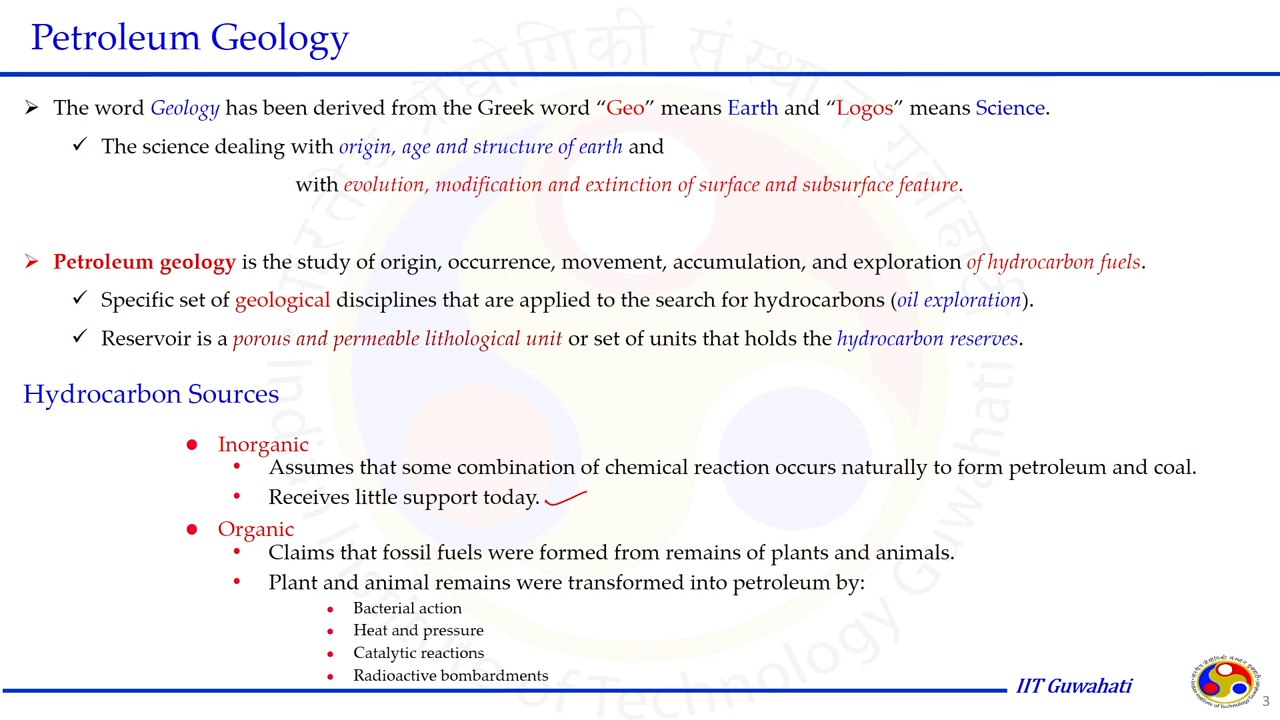 Petroleum Geology
➢ The word Geology has been derived from the Greek word “Geo” means Earth and “Logos” means Science.
✓ The science dealing with origin, age and structure of earth and
with evolution, modification and extinction of surface and subsurface feature.
➢ Petroleum geology is the study of origin, occurrence, movement, accumulation, and exploration of hydrocarbon fuels.
✓ Specific set of geological disciplines that are applied to the search for hydrocarbons (oil exploration).
✓ Reservoir is a porous and permeable lithological unit or set of units that holds the hydrocarbon reserves.
Hydrocarbon Sources
● Inorganic
• Assumes that some combination of chemical reaction occurs naturally to form petroleum and coal.
• Receives little support today.
● Organic
• Claims that fossil fuels were formed from remains of plants and animals.
• Plant and animal remains were transformed into petroleum by:
● Bacterial action
● Heat and pressure
● Catalytic reactions
● Radioactive bombardments
IIT Guwahati
3